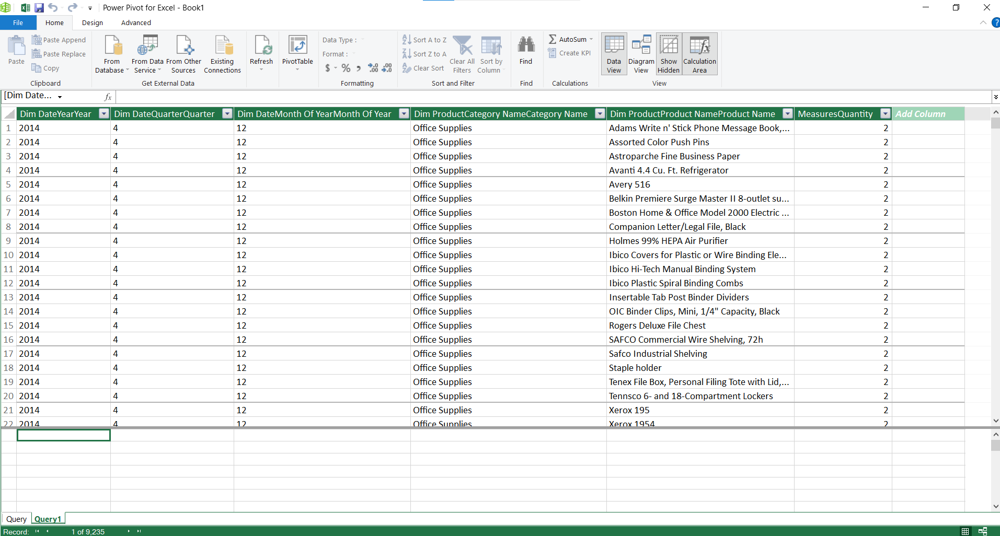 Power Pivot for Excel - Book1
File Home Design Advanced
Paste
Paste Append
Paste Replace
Copy
Clipboard
From Database
From Data Service
From Other Sources
Existing Connections
Get External Data
Refresh
PivotTable
Data Type :
Format :
$ % , .00 .00
Formatting
Sort A to Z
Sort Z to A
Clear Sort
Clear All Filters
Sort by Column
Sort and Filter
Find
Find
AutoSum
Create KPI
Calculations
Data View
Diagram View
Show Hidden
Calculation Area
View
[Dim Date... fx
Dim DateYearYear Dim DateQuarterQuarter Dim DateMonth Of YearMonth Of Year Dim ProductCategory NameCategory Name Dim ProductProduct NameProduct Name MeasuresQuantity Add Column
1 2014 4 12 Office Supplies Adams Write n' Stick Phone Message Book,... 2
2 2014 4 12 Office Supplies Assorted Color Push Pins 2
3 2014 4 12 Office Supplies Astroparche Fine Business Paper 2
4 2014 4 12 Office Supplies Avanti 4.4 Cu. Ft. Refrigerator 2
5 2014 4 12 Office Supplies Avery 516 2
6 2014 4 12 Office Supplies Belkin Premiere Surge Master II 8-outlet su... 2
7 2014 4 12 Office Supplies Boston Home & Office Model 2000 Electric ... 2
8 2014 4 12 Office Supplies Companion Letter/Legal File, Black 2
9 2014 4 12 Office Supplies Holmes 99% HEPA Air Purifier 2
10 2014 4 12 Office Supplies Ibico Covers for Plastic or Wire Binding Ele... 2
11 2014 4 12 Office Supplies Ibico Hi-Tech Manual Binding System 2
12 2014 4 12 Office Supplies Ibico Plastic Spiral Binding Combs 2
13 2014 4 12 Office Supplies Insertable Tab Post Binder Dividers 2
14 2014 4 12 Office Supplies OIC Binder Clips, Mini, 1/4" Capacity, Black 2
15 2014 4 12 Office Supplies Rogers Deluxe File Chest 2
16 2014 4 12 Office Supplies SAFCO Commercial Wire Shelving, 72h 2
17 2014 4 12 Office Supplies Safco Industrial Shelving 2
18 2014 4 12 Office Supplies Staple holder 2
19 2014 4 12 Office Supplies Tenex File Box, Personal Filing Tote with Lid,... 2
20 2014 4 12 Office Supplies Tennsco 6- and 18-Compartment Lockers 2
21 2014 4 12 Office Supplies Xerox 195 2
22 2014 4 12 Office Supplies Xerox 1954 2
Query Query1
Record: 1 of 9,235